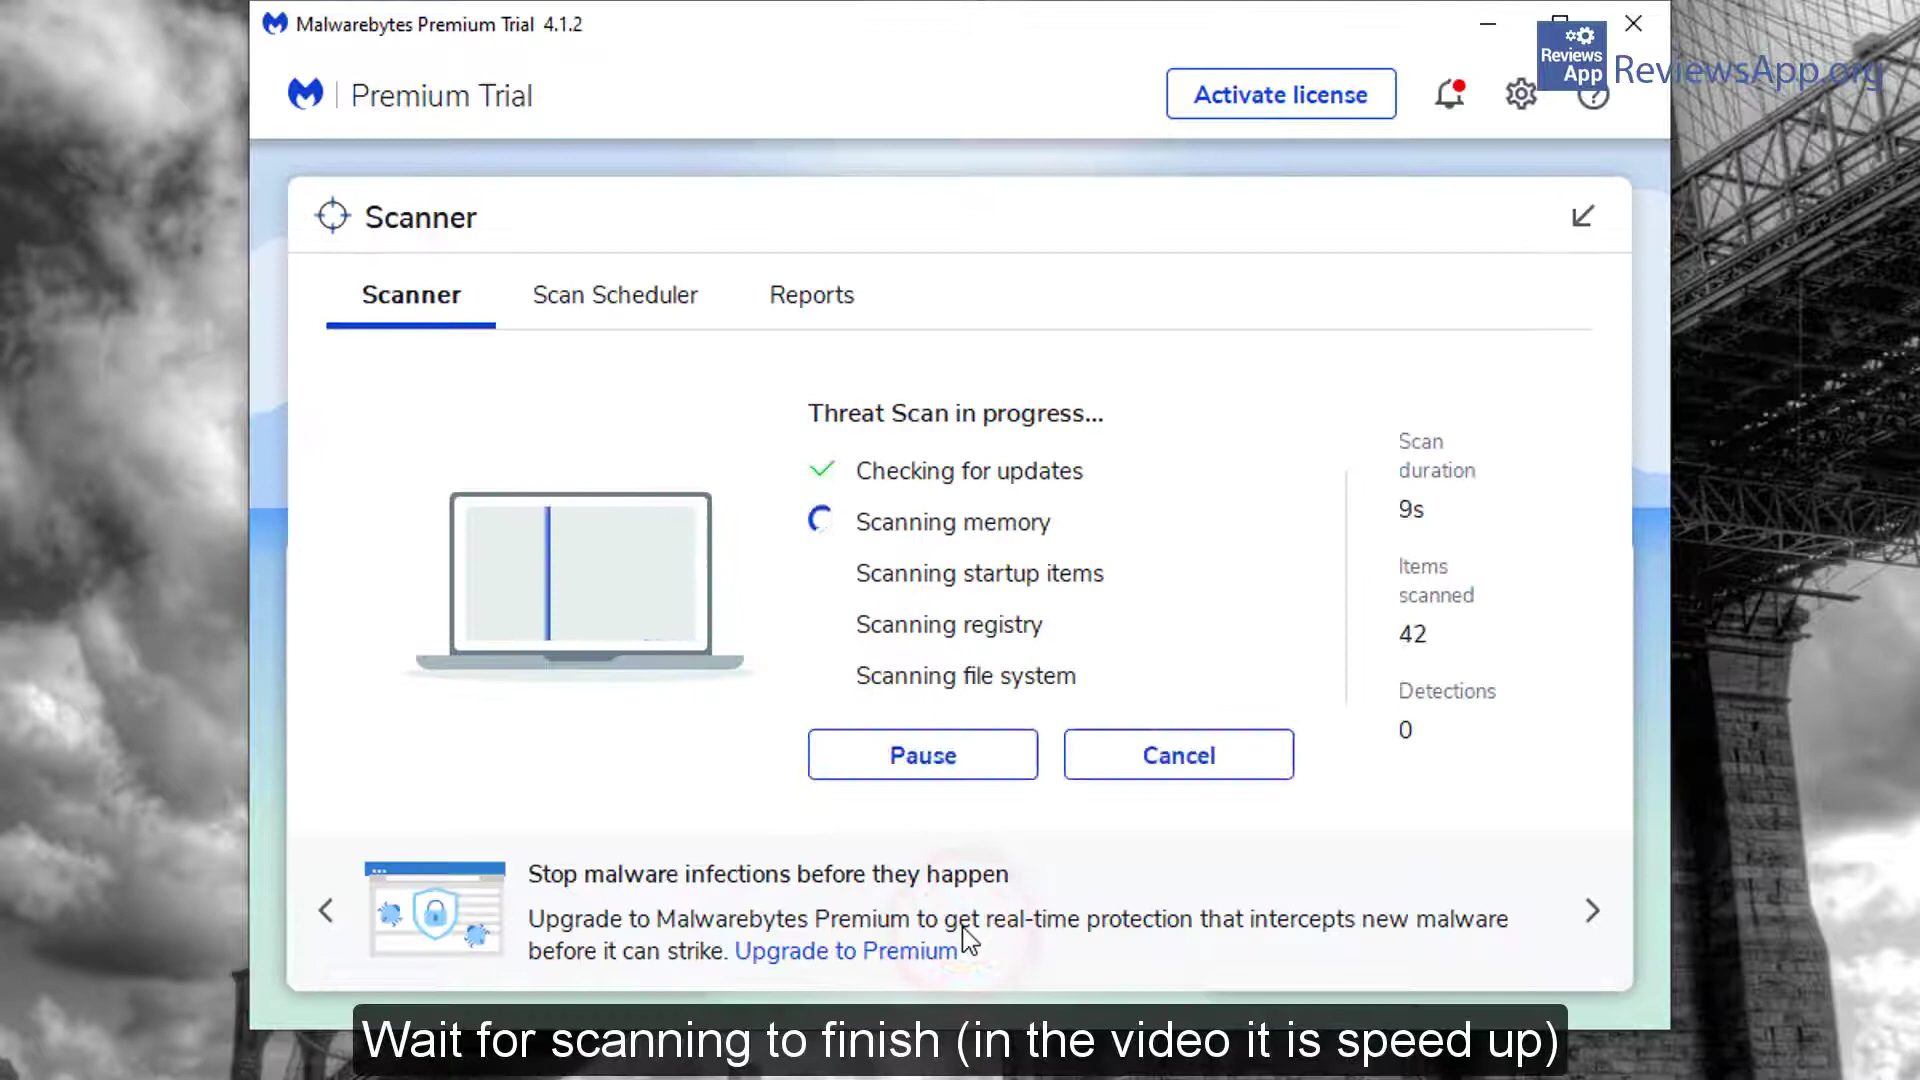 Malwarebytes Premium Trial 4.1.2
Reviews
App
ReviewsApp.org
Premium Trial
Activate license
Scanner
Scanner
Scan Scheduler
Reports
Threat Scan in progress...
Checking for updates
Scanning memory
Scanning startup items
Scanning registry
Scanning file system
Scan
duration
9s
Items
scanned
42
Detections
0
Pause
Cancel
Stop malware infections before they happen
Upgrade to Malwarebytes Premium to get real-time protection that intercepts new malware
before it can strike. Upgrade to Premium
Wait for scanning to finish (in the video it is speed up)